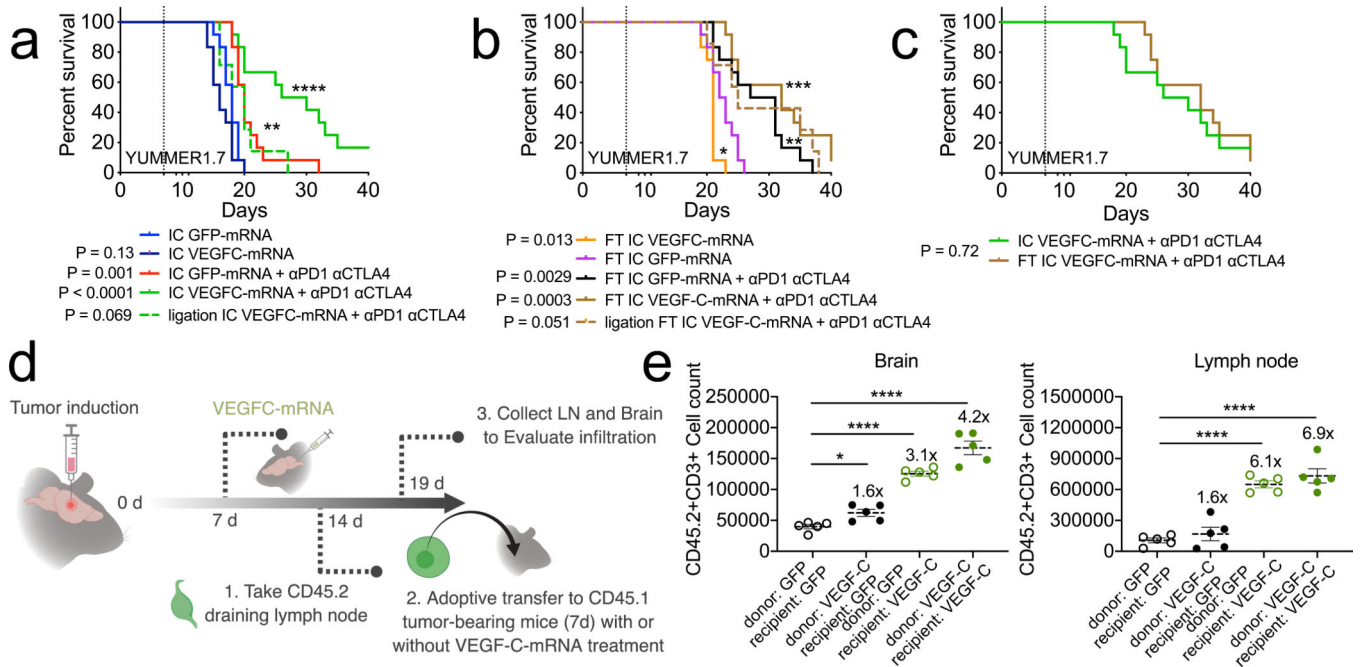 a
Percent survival
100
80
60
40
20
0
YUMMER1.7
0
10
20
30
40
Days
****
**
IC GFP-mRNA
P = 0.13 IC VEGFC-mRNA
P = 0.001 IC GFP-mRNA + αPD1 αCTLA4
P < 0.0001 IC VEGFC-mRNA + αPD1 αCTLA4
P = 0.069 ligation IC VEGFC-mRNA + αPD1 αCTLA4
b
Percent survival
100
80
60
40
20
0
YUMMER1.7
0
10
20
30
40
Days
***
**
*
P = 0.013 FT IC VEGFC-mRNA
FT IC GFP-mRNA
P = 0.0029 FT IC GFP-mRNA + αPD1 αCTLA4
P = 0.0003 FT IC VEGF-C-mRNA + αPD1 αCTLA4
P = 0.051 ligation FT IC VEGF-C-mRNA + αPD1 αCTLA4
c
Percent survival
100
80
60
40
20
0
YUMMER1.7
0
10
20
30
40
Days
P = 0.72
IC VEGFC-mRNA + αPD1 αCTLA4
FT IC VEGFC-mRNA + αPD1 αCTLA4
d
Tumor induction
VEGFC-mRNA
3. Collect LN and Brain
to Evaluate infiltration
0 d
7 d
14 d
19 d
1. Take CD45.2
draining lymph node
2. Adoptive transfer to CD45.1
tumor-bearing mice (7d) with or
without VEGF-C-mRNA treatment
e
Brain
CD45.2+CD3+ Cell count
250000
200000
150000
100000
50000
0
****
****
*
1.6x
3.1x
4.2x
donor: GFP
recipient: GFP
donor: VEGF-C
recipient: GFP
donor: GFP
recipient: VEGF-C
donor: VEGF-C
recipient: VEGF-C
Lymph node
CD45.2+CD3+ Cell count
1500000
1200000
900000
600000
300000
0
****
****
1.6x
6.1x
6.9x
donor: GFP
recipient: GFP
donor: VEGF-C
recipient: GFP
donor: GFP
recipient: VEGF-C
donor: VEGF-C
recipient: VEGF-C